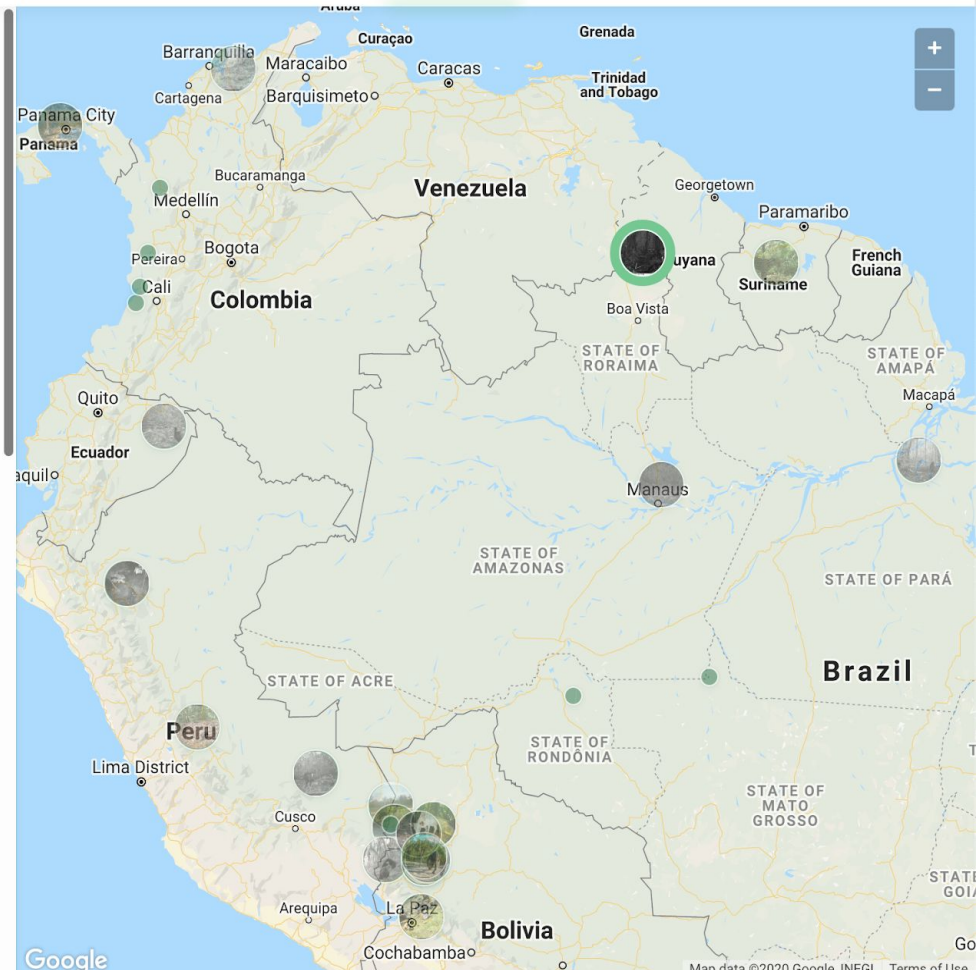 Aruba
Curaçao
Grenada
Barranquilla
Maracaibo
Caracas
Trinidad
and Tobago
Cartagena
Barquisimeto
Panama City
Panama
Bucaramanga
Medellín
Venezuela
Georgetown
Paramaribo
Pereira
Bogota
uyana
French
Guiana
Suriname
Cali
Colombia
Boa Vista
STATE OF
RORAIMA
STATE OF
AMAPÁ
Quito
Macapá
Ecuador
aquil
Manaus
STATE OF
AMAZONAS
STATE OF PARÁ
Brazil
STATE OF ACRE
Peru
STATE OF
RONDÔNIA
Lima District
STATE OF
MATO
GROSSO
Cusco
STATE
GOI
Arequipa
La Paz
Bolivia
Cochabamba
Go
Google
Map data ©2020 Google, INEGI
Terms of Use
+
−